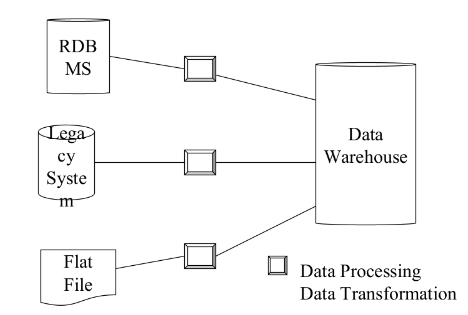 RDB
MS
Lega
cy
Syste
m
Flat
File
Data
Warehouse
Data Processing
Data Transformation